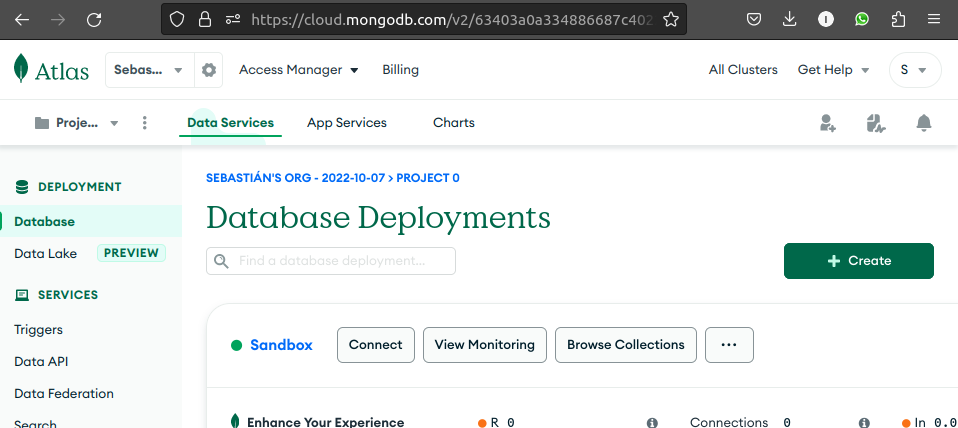 https://cloud.mongodb.com/v2/63403a0a334886687c402
Atlas
Sebas...
Access Manager
Billing
All Clusters
Get Help
S
Proje...
Data Services
App Services
Charts
DEPLOYMENT
Database
Data Lake
PREVIEW
SERVICES
Triggers
Data API
Data Federation
Search
SEBASTIÁN'S ORG - 2022-10-07 > PROJECT 0
Database Deployments
Find a database deployment...
+ Create
Sandbox
Connect
View Monitoring
Browse Collections
...
Enhance Your Experience
R 0
Connections 0
In 0.0